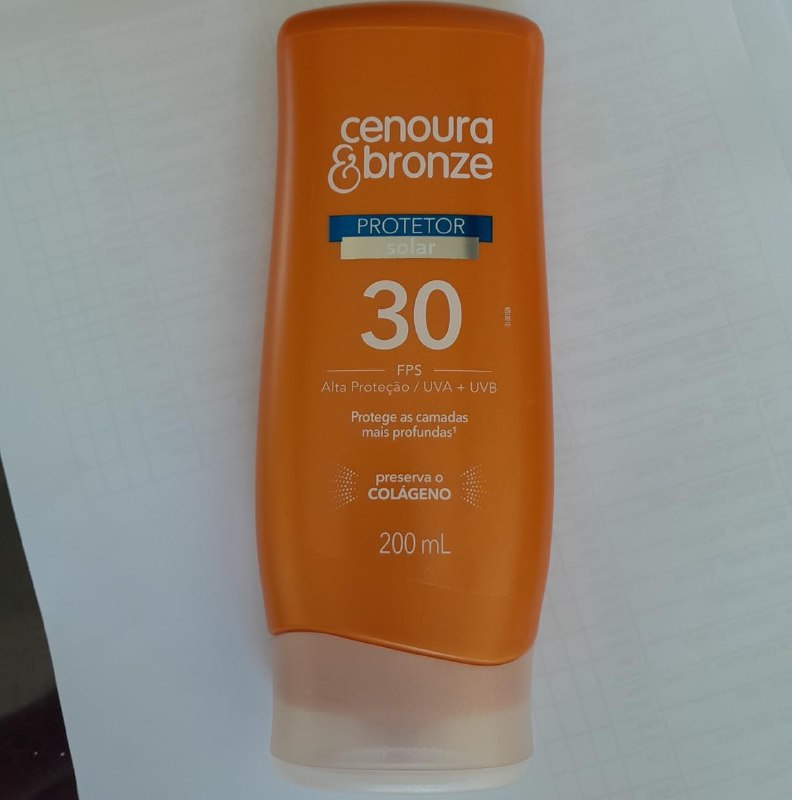 cenoura
&bronze
PROTETOR
solar
30
FPS
Alta Proteção / UVA + UVB
Protege as camadas
mais profundas¹
preserva o
COLÁGENO
200 mL